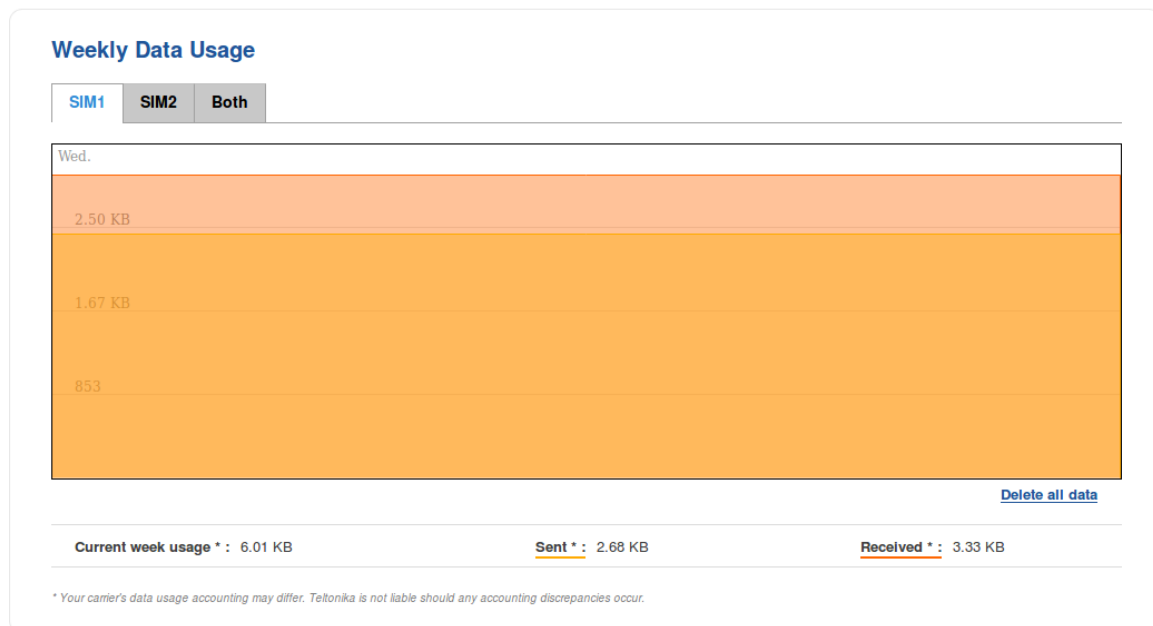 Weekly Data Usage
SIM1 SIM2 Both
Wed.
2.50 KB
1.67 KB
853
Delete all data
Current week usage * : 6.01 KB Sent * : 2.68 KB Received * : 3.33 KB
* Your carrier's data usage accounting may differ. Teltonika is not liable should any accounting discrepancies occur.